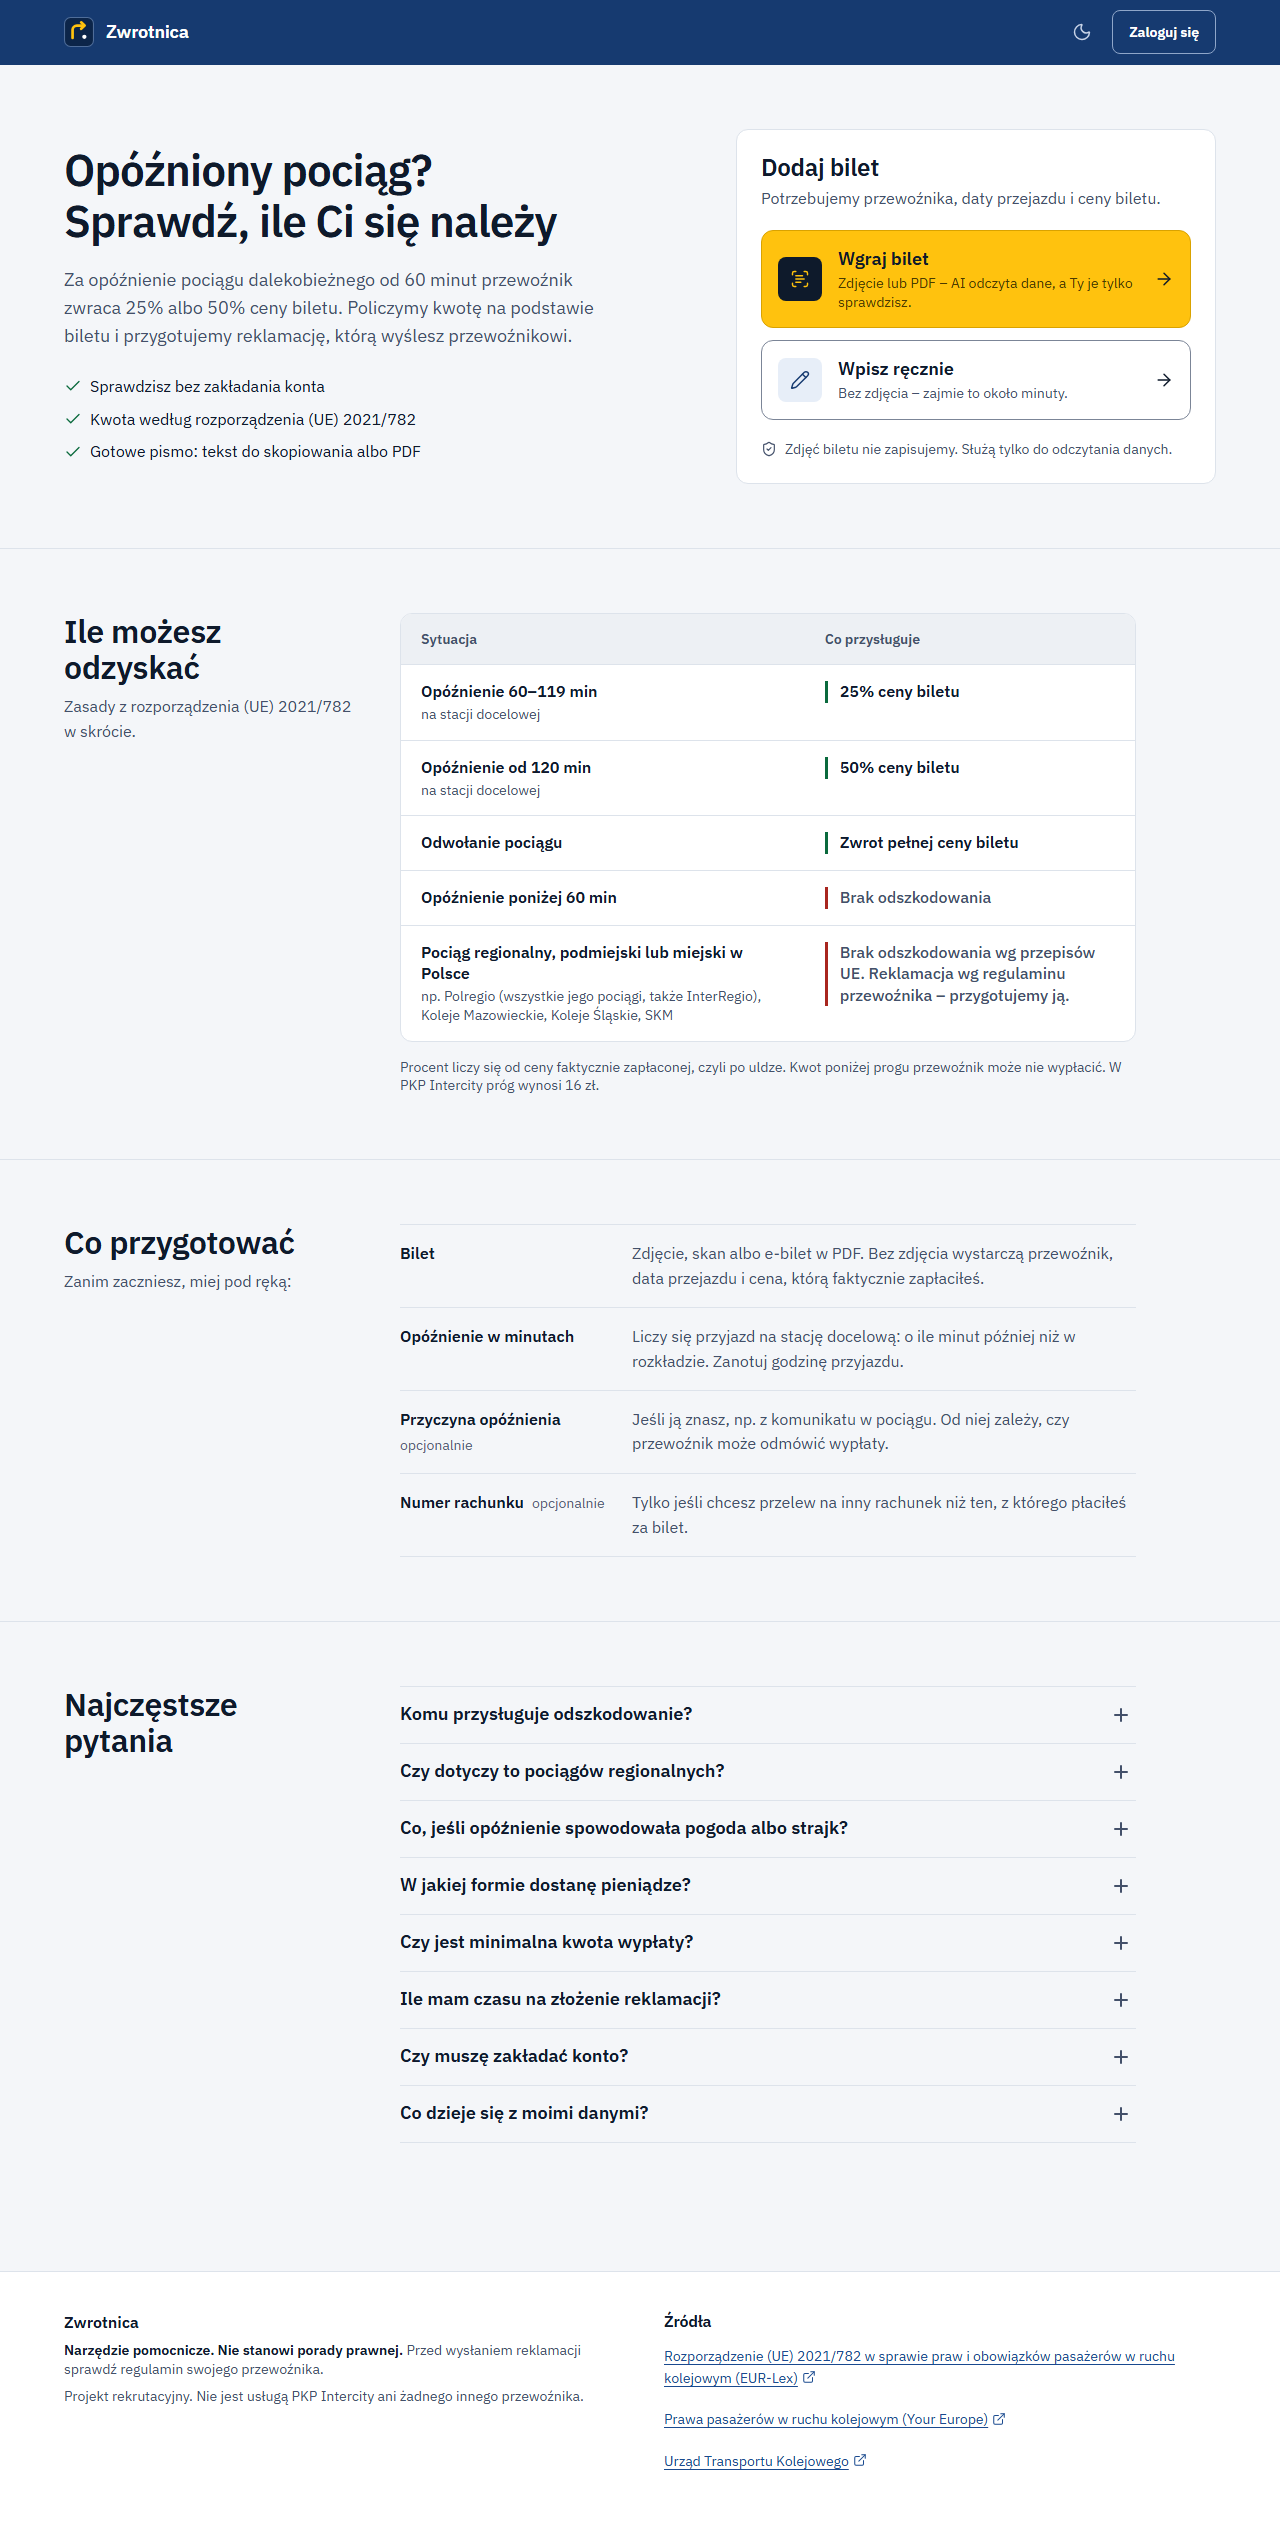 Zwrotnica
Zaloguj się
Opóźniony pociąg?
Sprawdź, ile Ci się należy
Za opóźnienie pociągu dalekobieżnego od 60 minut przewoźnik
zwraca 25% albo 50% ceny biletu. Policzymy kwotę na podstawie
biletu i przygotujemy reklamację, którą wyślesz przewoźnikowi.
Sprawdzisz bez zakładania konta
Kwota według rozporządzenia (UE) 2021/782
Gotowe pismo: tekst do skopiowania albo PDF
Dodaj bilet
Potrzebujemy przewoźnika, daty przejazdu i ceny biletu.
Wgraj bilet
Zdjęcie lub PDF – AI odczyta dane, a Ty je tylko
sprawdzisz.
Wpisz ręcznie
Bez zdjęcia – zajmie to około minuty.
Zdjęć biletu nie zapisujemy. Służą tylko do odczytania danych.
Ile możesz
odzyskać
Zasady z rozporządzenia (UE) 2021/782
w skrócie.
Sytuacja
Co przysługuje
Opóźnienie 60–119 min
na stacji docelowej
25% ceny biletu
Opóźnienie od 120 min
na stacji docelowej
50% ceny biletu
Odwołanie pociągu
Zwrot pełnej ceny biletu
Opóźnienie poniżej 60 min
Brak odszkodowania
Pociąg regionalny, podmiejski lub miejski w
Polsce
np. Polregio (wszystkie jego pociągi, także InterRegio),
Koleje Mazowieckie, Koleje Śląskie, SKM
Brak odszkodowania wg przepisów
UE. Reklamacja wg regulaminu
przewoźnika – przygotujemy ją.
Procent liczy się od ceny faktycznie zapłaconej, czyli po uldze. Kwot poniżej progu przewoźnik może nie wypłacić. W
PKP Intercity próg wynosi 16 zł.
Co przygotować
Zanim zaczniesz, miej pod ręką:
Bilet
Zdjęcie, skan albo e-bilet w PDF. Bez zdjęcia wystarczą przewoźnik,
data przejazdu i cena, którą faktycznie zapłaciłeś.
Opóźnienie w minutach
Liczy się przyjazd na stację docelową: o ile minut później niż w
rozkładzie. Zanotuj godzinę przyjazdu.
Przyczyna opóźnienia
opcjonalnie
Jeśli ją znasz, np. z komunikatu w pociągu. Od niej zależy, czy
przewoźnik może odmówić wypłaty.
Numer rachunku opcjonalnie
Tylko jeśli chcesz przelew na inny rachunek niż ten, z którego płaciłeś
za bilet.
Najczęstsze
pytania
Komu przysługuje odszkodowanie?
Czy dotyczy to pociągów regionalnych?
Co, jeśli opóźnienie spowodowała pogoda albo strajk?
W jakiej formie dostanę pieniądze?
Czy jest minimalna kwota wypłaty?
Ile mam czasu na złożenie reklamacji?
Czy muszę zakładać konto?
Co dzieje się z moimi danymi?
Zwrotnica
Narzędzie pomocnicze. Nie stanowi porady prawnej. Przed wysłaniem reklamacji
sprawdź regulamin swojego przewoźnika.
Projekt rekrutacyjny. Nie jest usługą PKP Intercity ani żadnego innego przewoźnika.
Źródła
Rozporządzenie (UE) 2021/782 w sprawie praw i obowiązków pasażerów w ruchu
kolejowym (EUR-Lex)
Prawa pasażerów w ruchu kolejowym (Your Europe)
Urząd Transportu Kolejowego